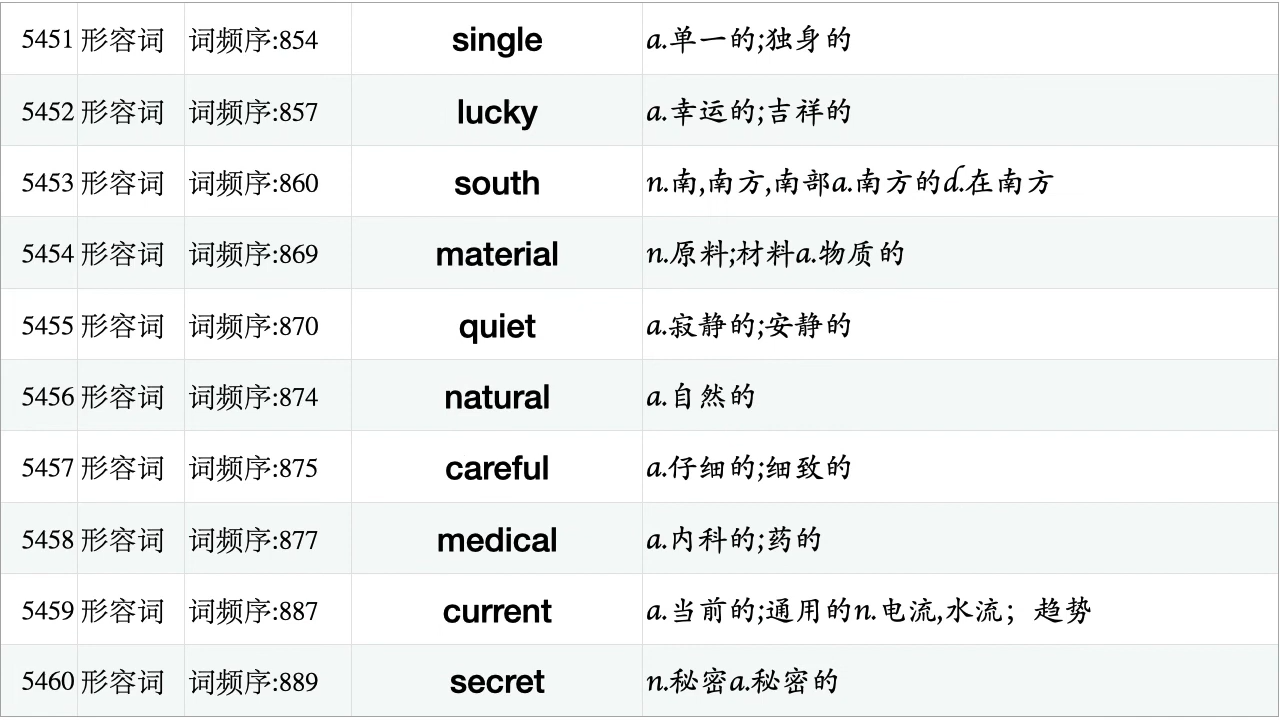 5451 形容词 词频序:854 single a.单一的;独身的
5452 形容词 词频序:857 lucky a.幸运的;吉祥的
5453 形容词 词频序:860 south n.南,南方,南部a.南方的d.在南方
5454 形容词 词频序:869 material n.原料;材料a.物质的
5455 形容词 词频序:870 quiet a.寂静的;安静的
5456 形容词 词频序:874 natural a.自然的
5457 形容词 词频序:875 careful a.仔细的;细致的
5458 形容词 词频序:877 medical a.内科的;药的
5459 形容词 词频序:887 current a.当前的;通用的n.电流,水流；趋势
5460 形容词 词频序:889 secret n.秘密a.秘密的